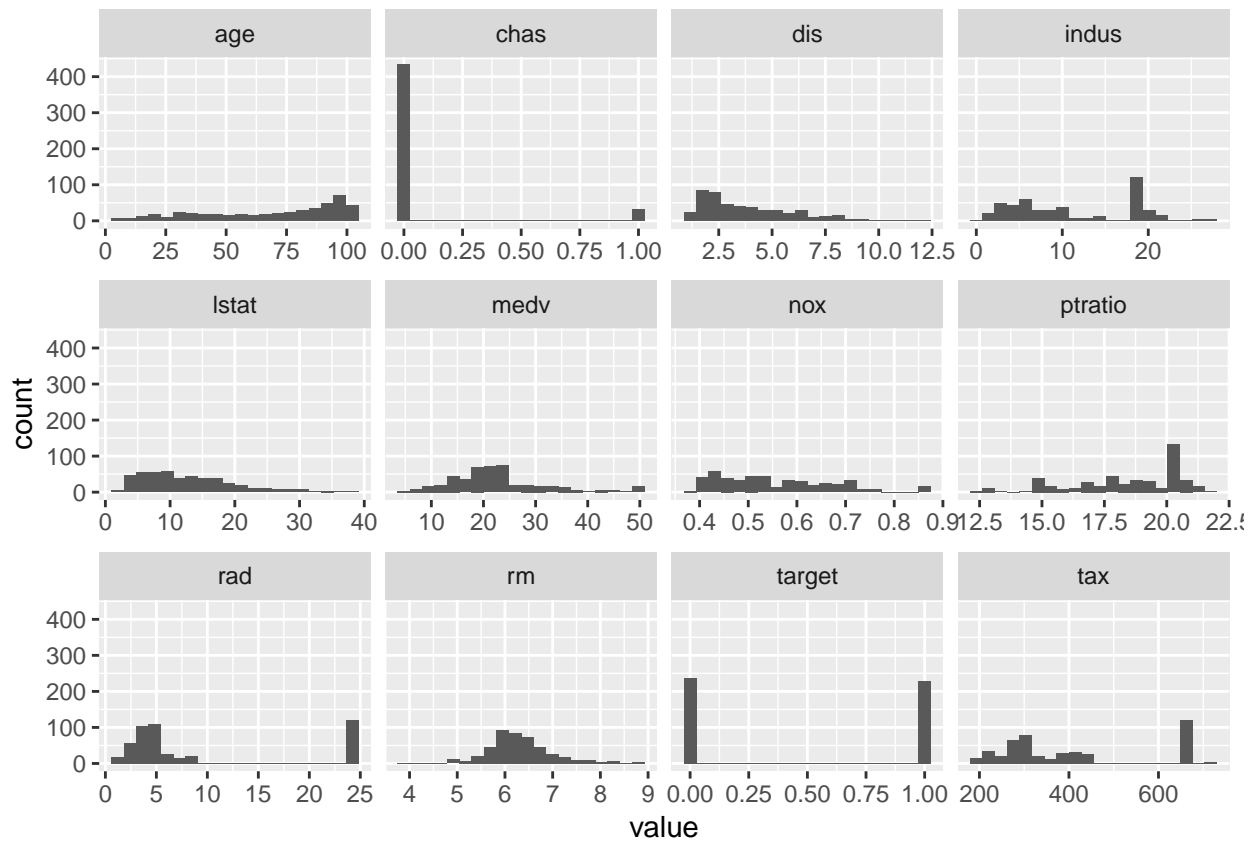 age chas dis indus
400
300
200
100
0
0 25 50 75 100 0.00 0.25 0.50 0.75 1.00 2.5 5.0 7.5 10.0 12.5 0 10 20
lstat medv nox ptratio
400
300
200
100
0
0 10 20 30 40 10 20 30 40 50 0.4 0.5 0.6 0.7 0.8 0.9 12.5 15.0 17.5 20.0 22.5
rad rm target tax
400
300
200
100
0
0 5 10 15 20 25 4 5 6 7 8 9 0.00 0.25 0.50 0.75 1.00 200 400 600
value
count